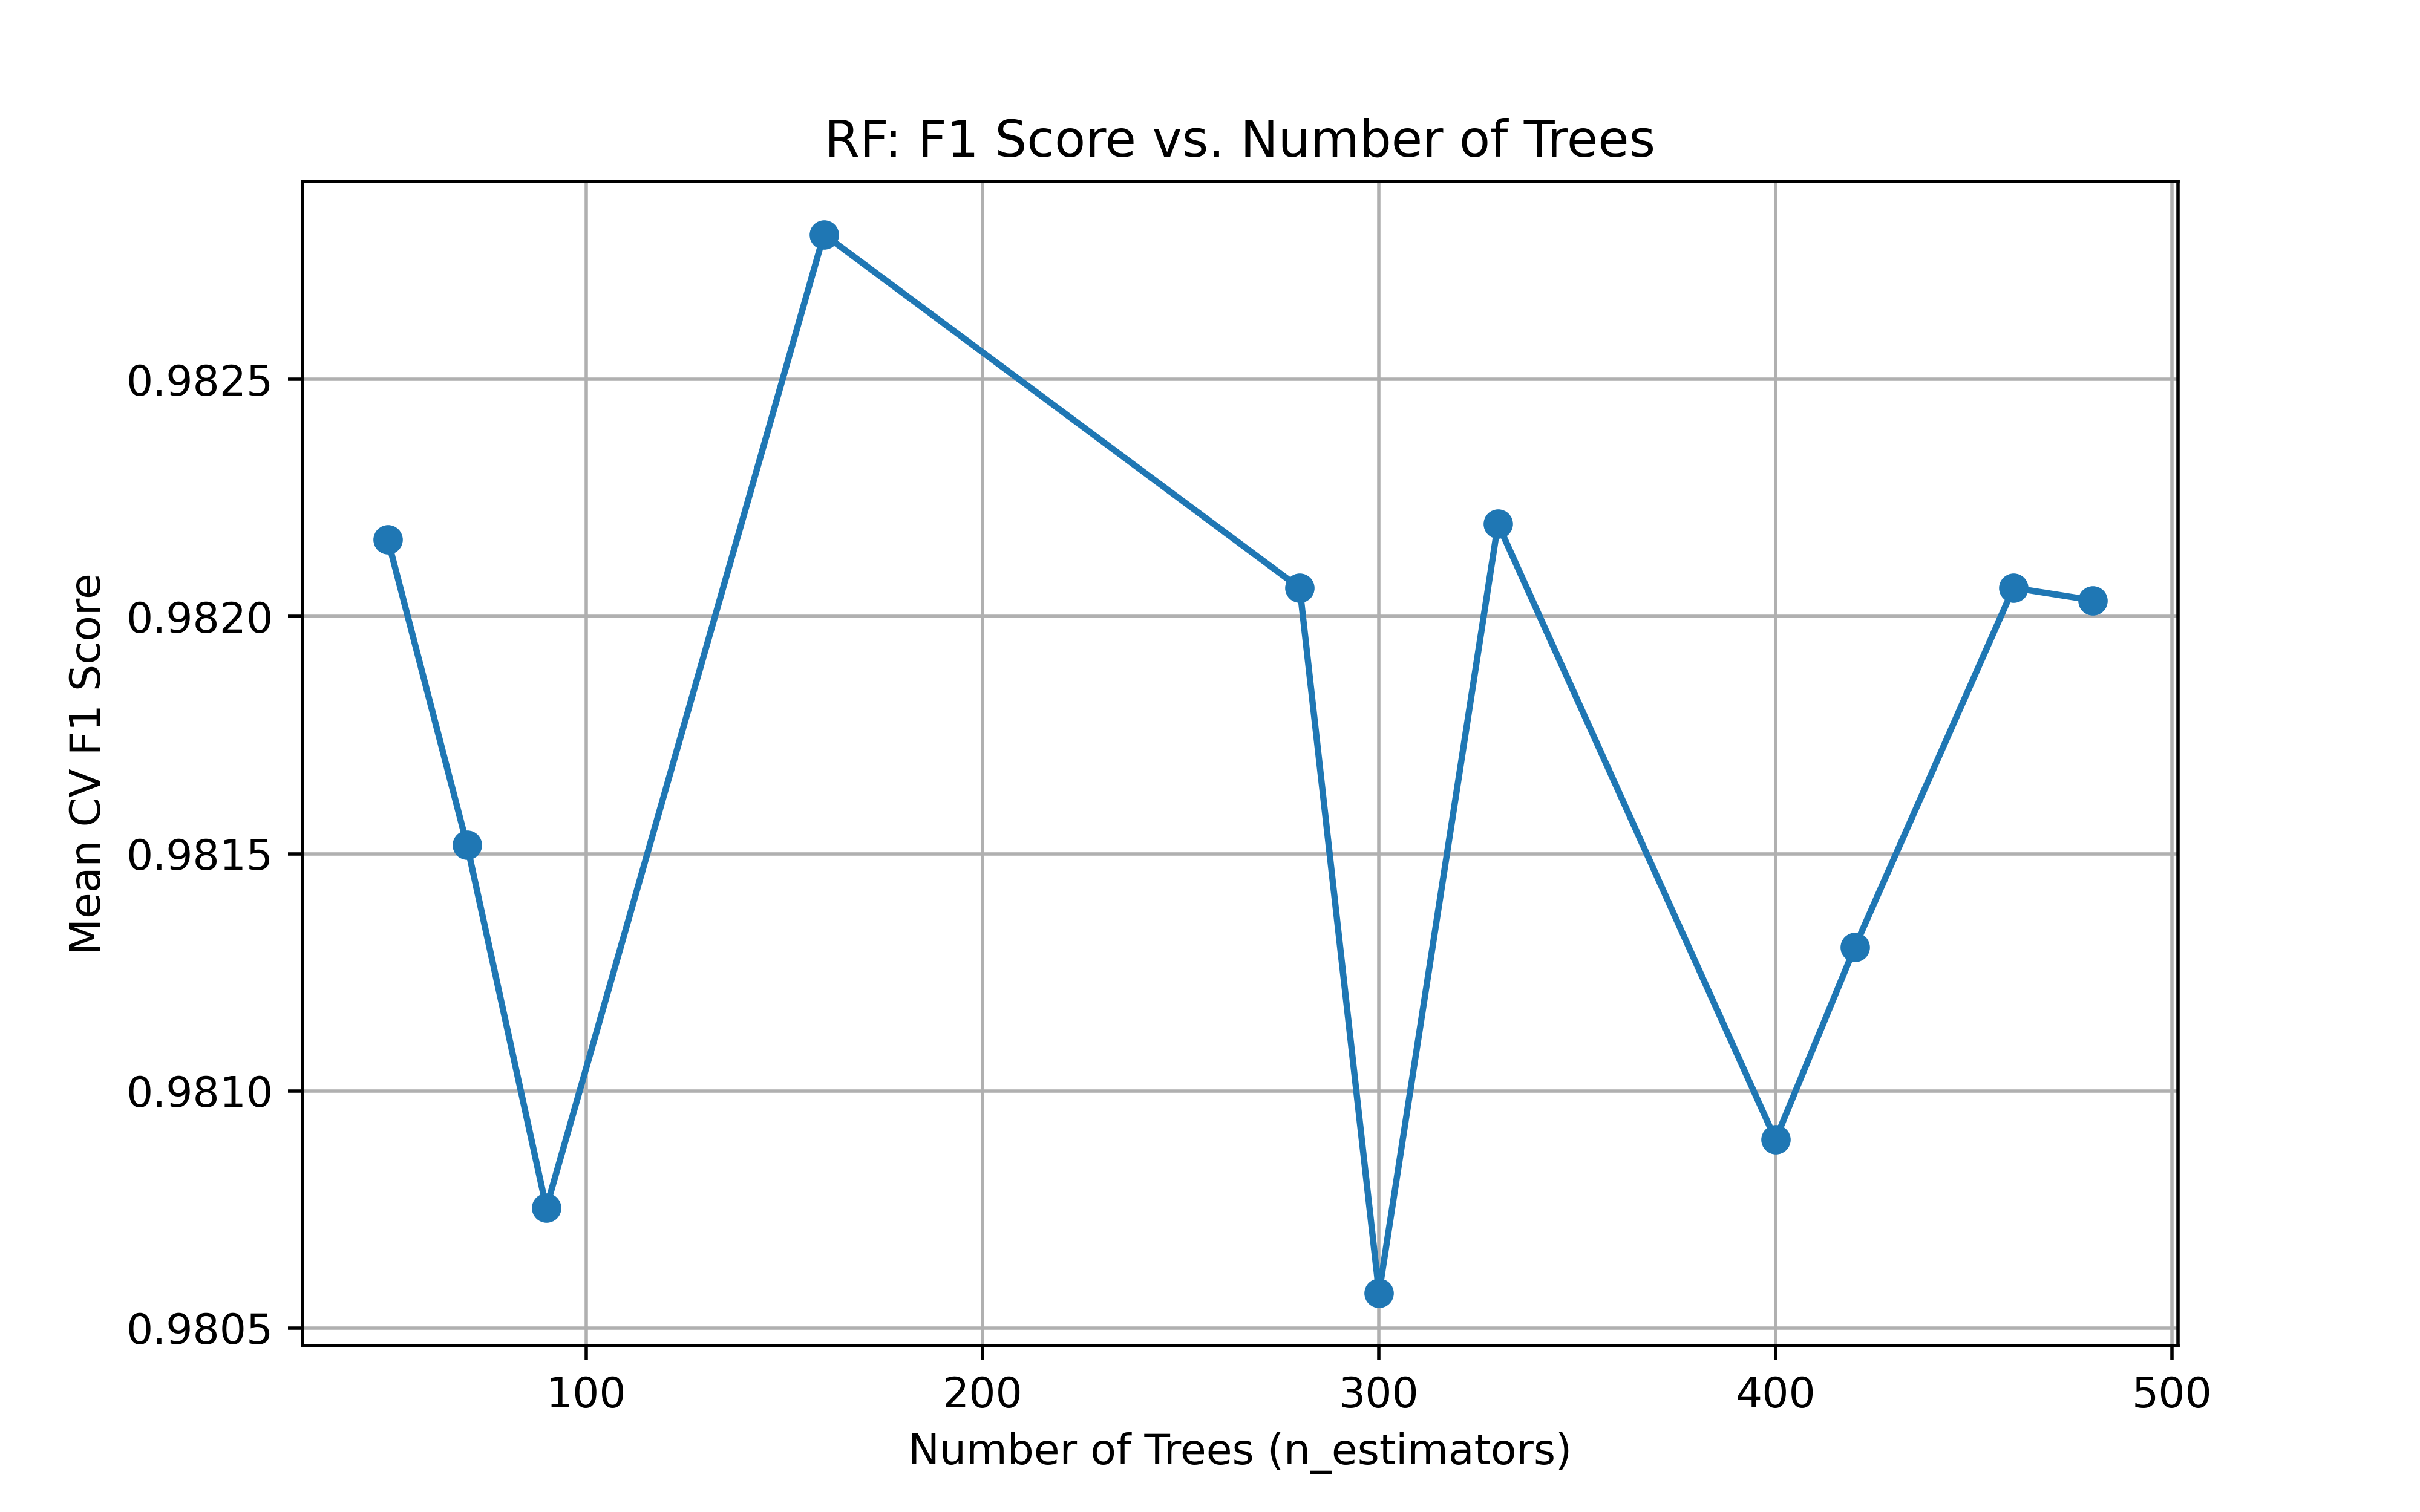 RF: F1 Score vs. Number of Trees
Mean CV F1 Score
0.9825
0.9820
0.9815
0.9810
0.9805
100 200 300 400 500
Number of Trees (n_estimators)